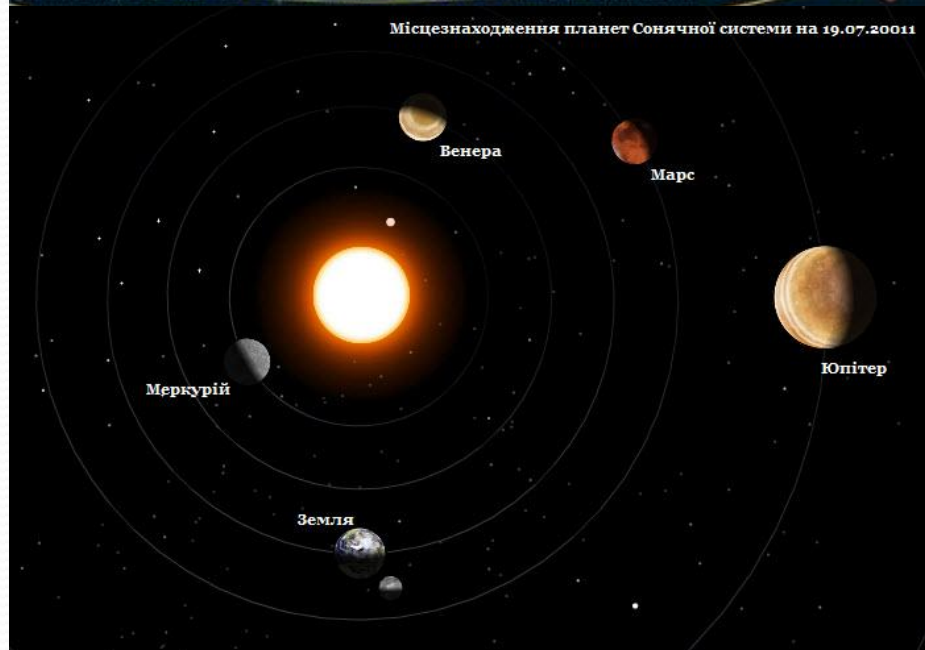 Місцезнаходження планет Сонячної системи на 19.07.20011
Венера
Марс
Юпітер
Меркурій
Земля